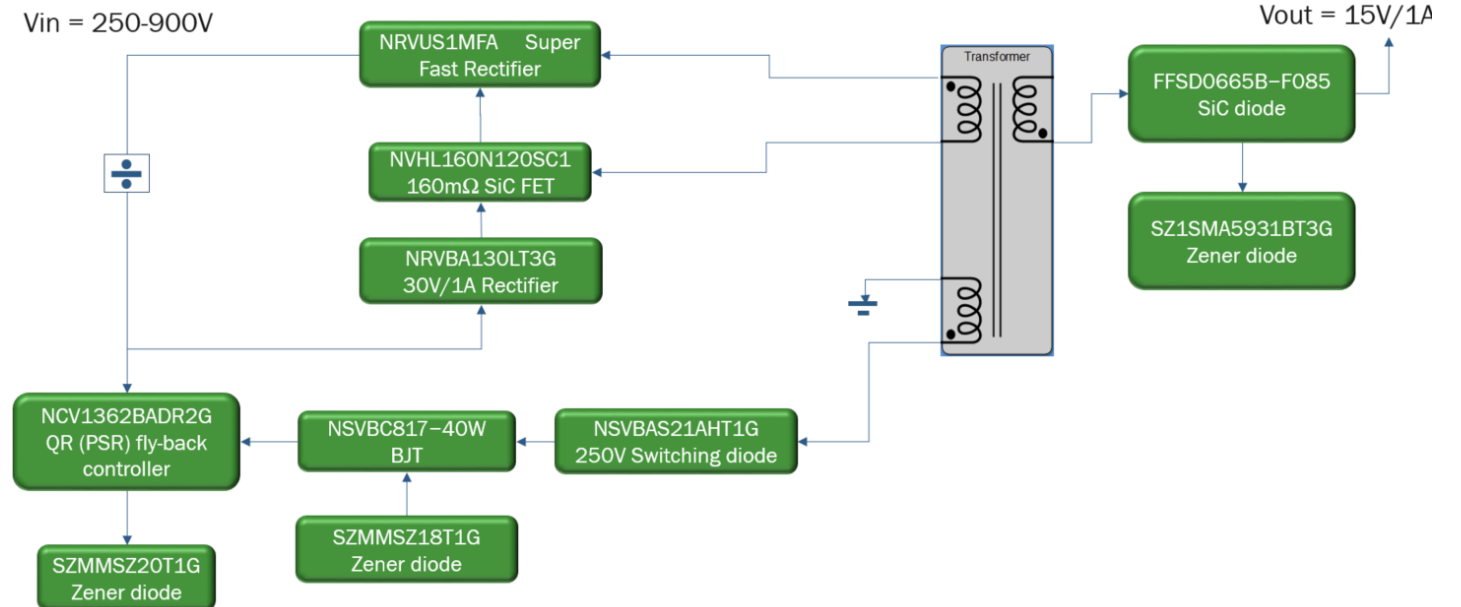 Vin = 250-900V
Vout = 15V/1A
NRVUS1MFA Super
Fast Rectifier
Transformer
FFSD0665B–F085
SiC diode
NVHL160N120SC1
160mΩ SiC FET
SZ1SMA5931BT3G
Zener diode
NRVBA130LT3G
30V/1A Rectifier
NCV1362BADR2G
QR (PSR) fly-back
controller
NSVBC817–40W
BJT
NSVBAS21AHT1G
250V Switching diode
SZMMSZ18T1G
Zener diode
SZMMSZ20T1G
Zener diode